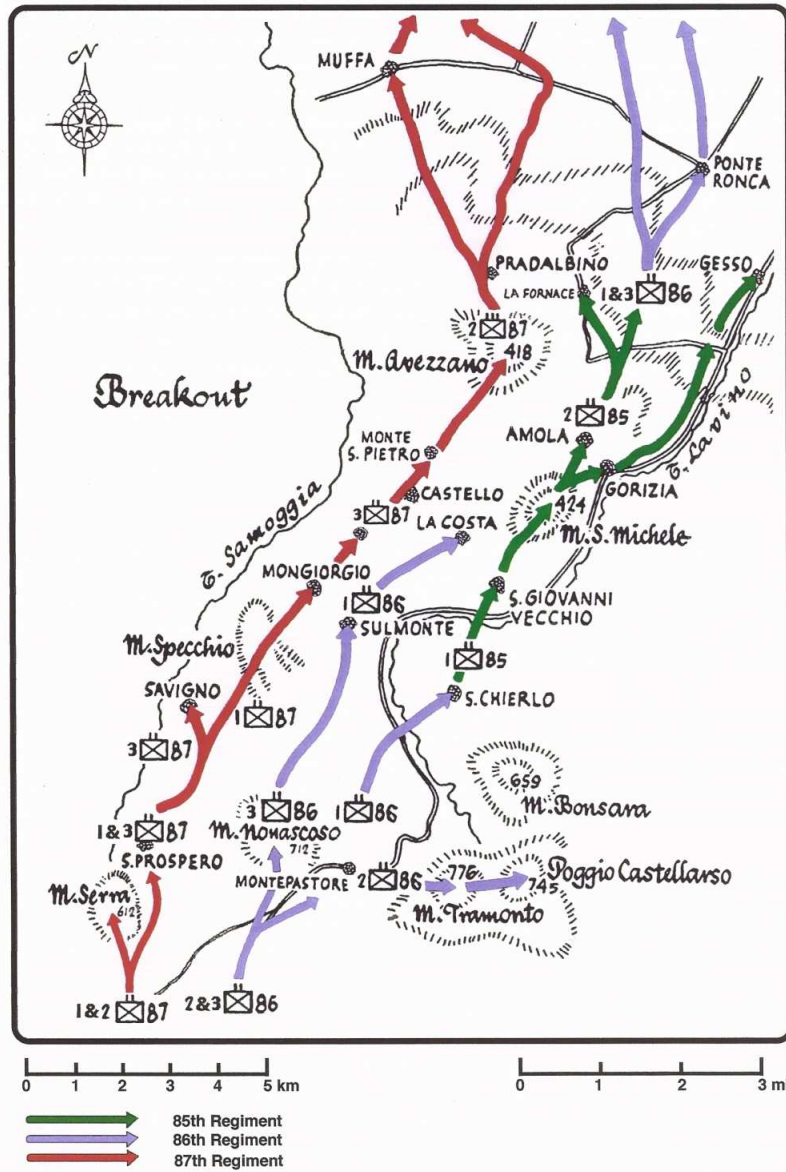 N
MUFFA
PONTE
RONCA
PRADALBINO
GESSO
LA FORNACE
1&3 86
2 87
418
M. Avezzano
Breakout
T. Lavino
2 85
AMOLA
MONTE
S. PIETRO
CASTELLO
GORIZIA
424
3 87
LA COSTA
M. S. Michele
T. Samoggia
MONGIORGIO
S. GIOVANNI
VECCHIO
1 86
SULMONTE
M. Specchio
1 85
SAVIGNO
S. CHIERLO
1 87
3 87
659
M. Bonsara
3 86
1 86
1&3 87
M. Nonascoso
712
S. PROSPERO
MONTEPASTORE
2 86
776
745
Poggio Castellarso
M. Tramonto
M. Serra
612
1&2 87
2&3 86
0 1 2 3 4 5 km
0 1 2 3 m
85th Regiment
86th Regiment
87th Regiment